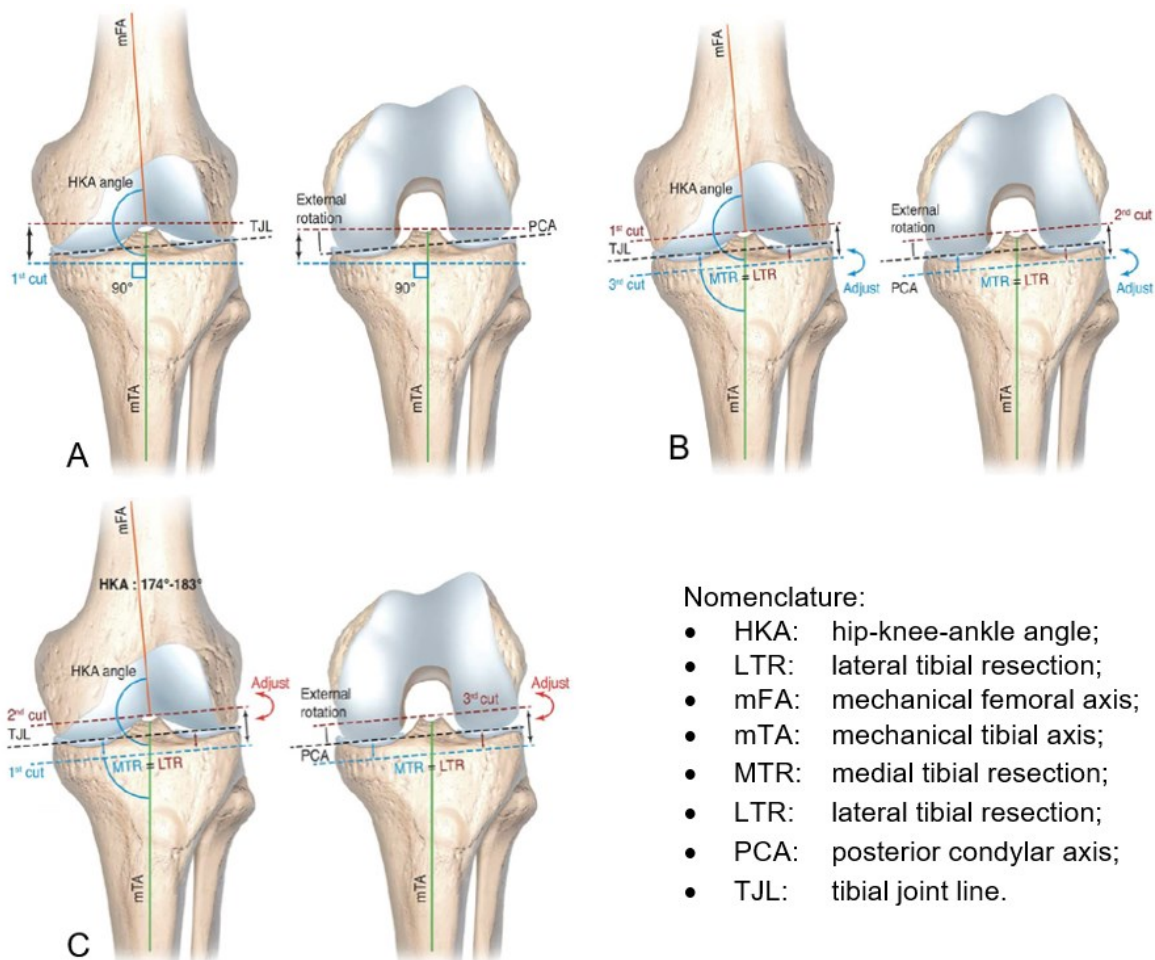 mFA
HKA angle
TJL
1st cut
90°
mTA
External
rotation
PCA
90°
A
mFA
HKA angle
1st cut
TJL
3rd cut
MTR = LTR
Adjust
mTA
External
rotation
2nd cut
PCA
MTR = LTR
Adjust
mTA
B
mFA
HKA : 174°-183°
HKA angle
Adjust
2nd cut
TJL
1st cut
MTR = LTR
mTA
External
rotation
3rd cut
Adjust
PCA
MTR = LTR
C
Nomenclature:
• HKA: hip-knee-ankle angle;
• LTR: lateral tibial resection;
• mFA: mechanical femoral axis;
• mTA: mechanical tibial axis;
• MTR: medial tibial resection;
• LTR: lateral tibial resection;
• PCA: posterior condylar axis;
• TJL: tibial joint line.